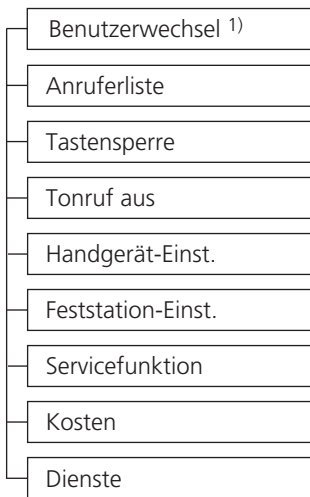 Benutzerwechsel 1)
Anruferliste
Tastensperre
Tonruf aus
Handgerät-Einst.
Feststation-Einst.
Servicefunktion
Kosten
Dienste